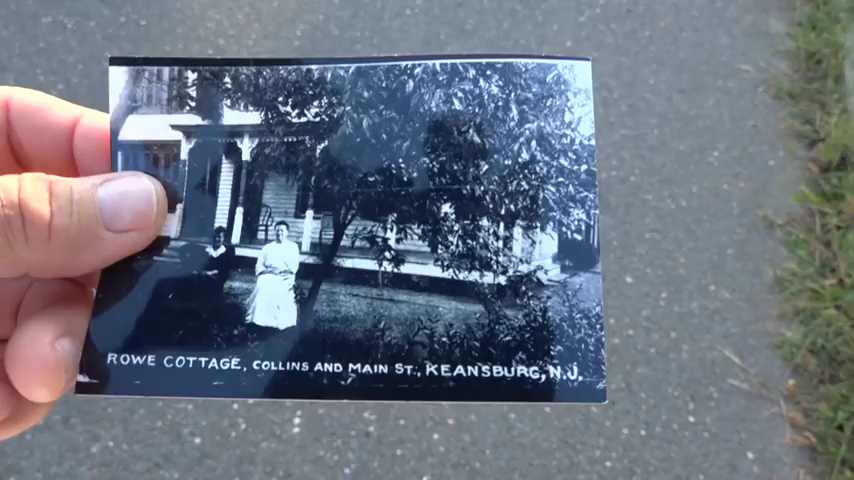 ROWE COTTAGE, COLLINS AND MAIN ST., KEANSBURG, N.J.